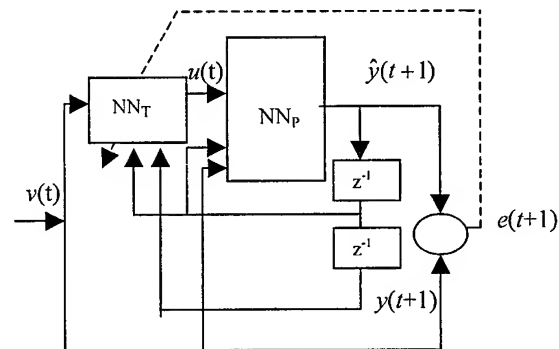 u(t)
ŷ(t+1)
NN_T
NN_P
z⁻¹
v(t)
e(t+1)
z⁻¹
y(t+1)